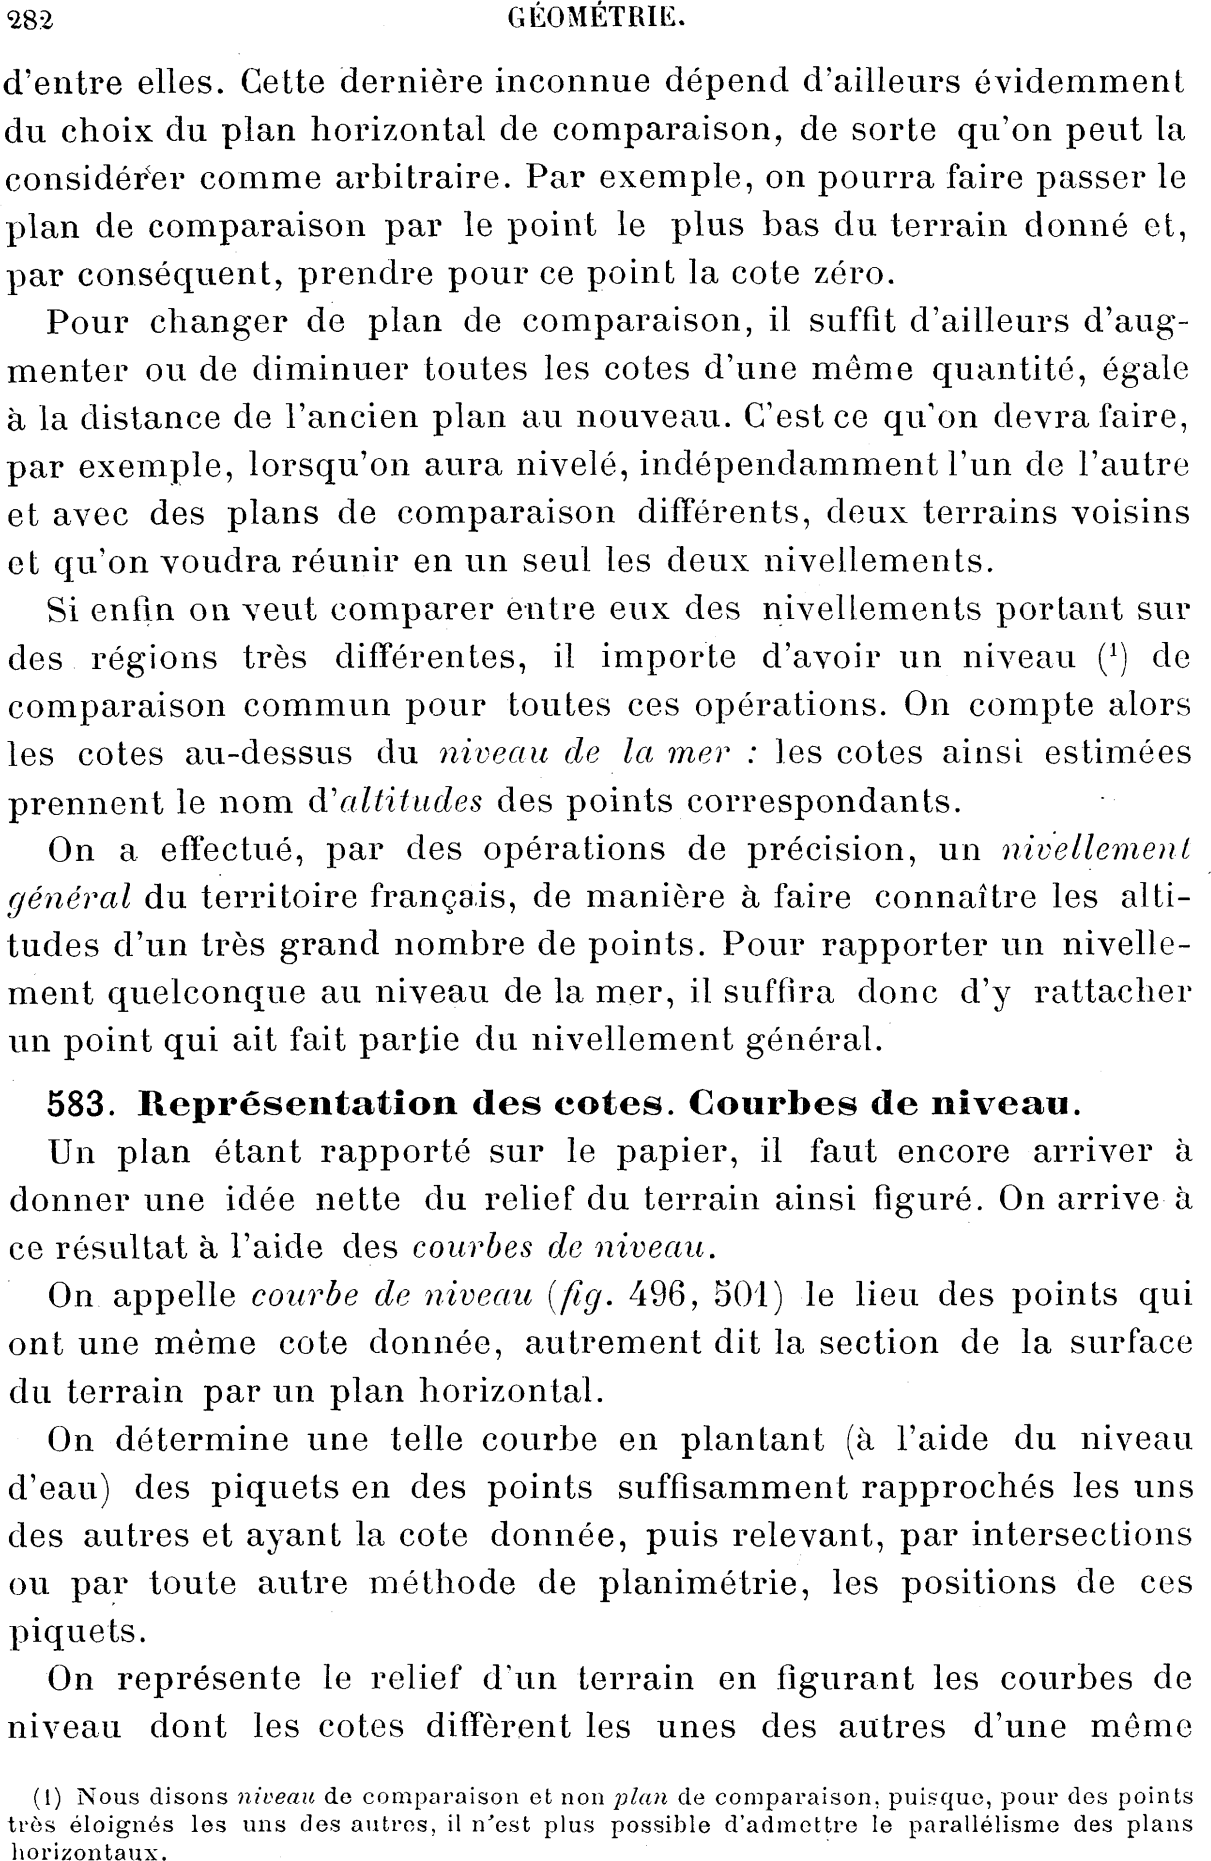 282 GÉOMÉTRIE.
d'entre elles. Cette dernière inconnue dépend d'ailleurs évidemment
du choix du plan horizontal de comparaison, de sorte qu'on peut la
considérer comme arbitraire. Par exemple, on pourra faire passer le
plan de comparaison par le point le plus bas du terrain donné et,
par conséquent, prendre pour ce point la cote zéro.
Pour changer de plan de comparaison, il suffit d'ailleurs d'aug-
menter ou de diminuer toutes les cotes d'une même quantité, égale
à la distance de l'ancien plan au nouveau. C'est ce qu'on devra faire,
par exemple, lorsqu'on aura nivelé, indépendamment l'un de l'autre
et avec des plans de comparaison différents, deux terrains voisins
et qu'on voudra réunir en un seul les deux nivellements.
Si enfin on veut comparer entre eux des nivellements portant sur
des régions très différentes, il importe d'avoir un niveau (¹) de
comparaison commun pour toutes ces opérations. On compte alors
les cotes au-dessus du niveau de la mer : les cotes ainsi estimées
prennent le nom d'altitudes des points correspondants.
On a effectué, par des opérations de précision, un nivellement
général du territoire français, de manière à faire connaître les alti-
tudes d'un très grand nombre de points. Pour rapporter un nivelle-
ment quelconque au niveau de la mer, il suffira donc d'y rattacher
un point qui ait fait partie du nivellement général.
583. Représentation des cotes. Courbes de niveau.
Un plan étant rapporté sur le papier, il faut encore arriver à
donner une idée nette du relief du terrain ainsi figuré. On arrive à
ce résultat à l'aide des courbes de niveau.
On appelle courbe de niveau (fig. 496, 501) le lieu des points qui
ont une même cote donnée, autrement dit la section de la surface
du terrain par un plan horizontal.
On détermine une telle courbe en plantant (à l'aide du niveau
d'eau) des piquets en des points suffisamment rapprochés les uns
des autres et ayant la cote donnée, puis relevant, par intersections
ou par toute autre méthode de planimétrie, les positions de ces
piquets.
On représente le relief d'un terrain en figurant les courbes de
niveau dont les cotes diffèrent les unes des autres d'une même
(1) Nous disons niveau de comparaison et non plan de comparaison, puisque, pour des points
très éloignés les uns des autres, il n'est plus possible d'admettre le parallélisme des plans
horizontaux.